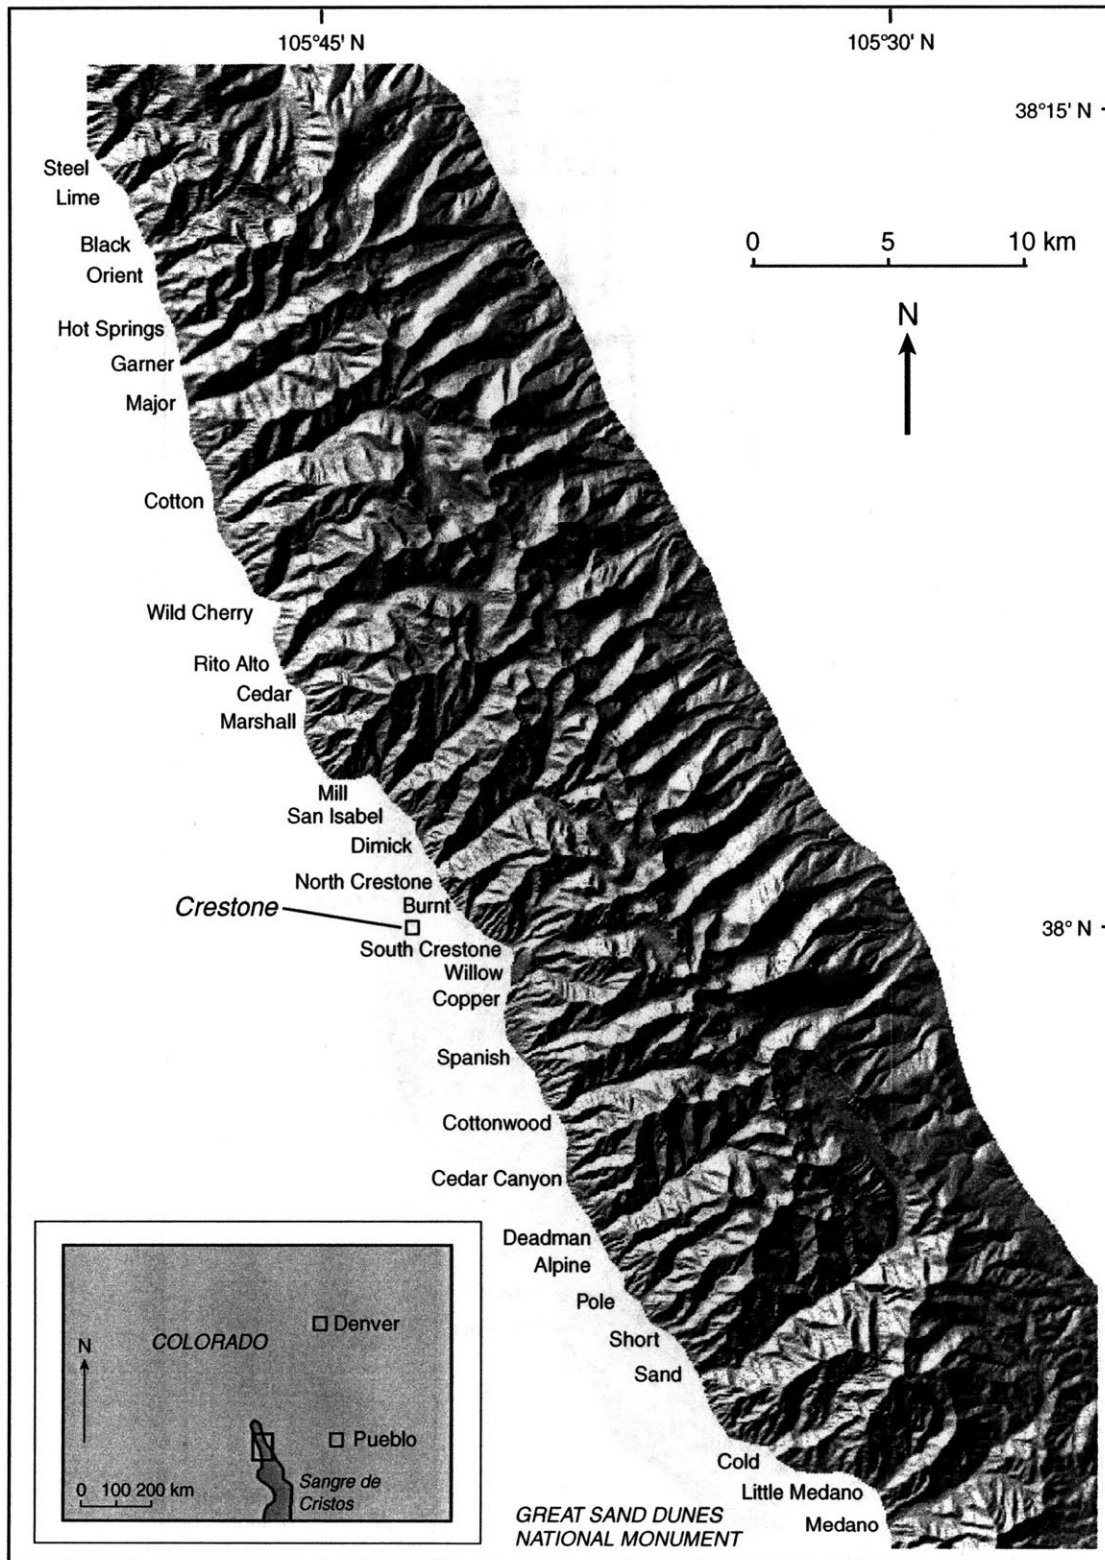 105°45' N
105°30' N
38°15' N
Steel
Lime
Black
Orient
0 5 10 km
N
Hot Springs
Garner
Major
Cotton
Wild Cherry
Rito Alto
Cedar
Marshall
Mill
San Isabel
Dimick
North Crestone
Crestone
Burnt
38° N
South Crestone
Willow
Copper
Spanish
Cottonwood
Cedar Canyon
Deadman
Alpine
Pole
Short
Sand
Cold
Little Medano
Medano
GREAT SAND DUNES
NATIONAL MONUMENT
Denver
COLORADO
N
Pueblo
0 100 200 km
Sangre de
Cristos